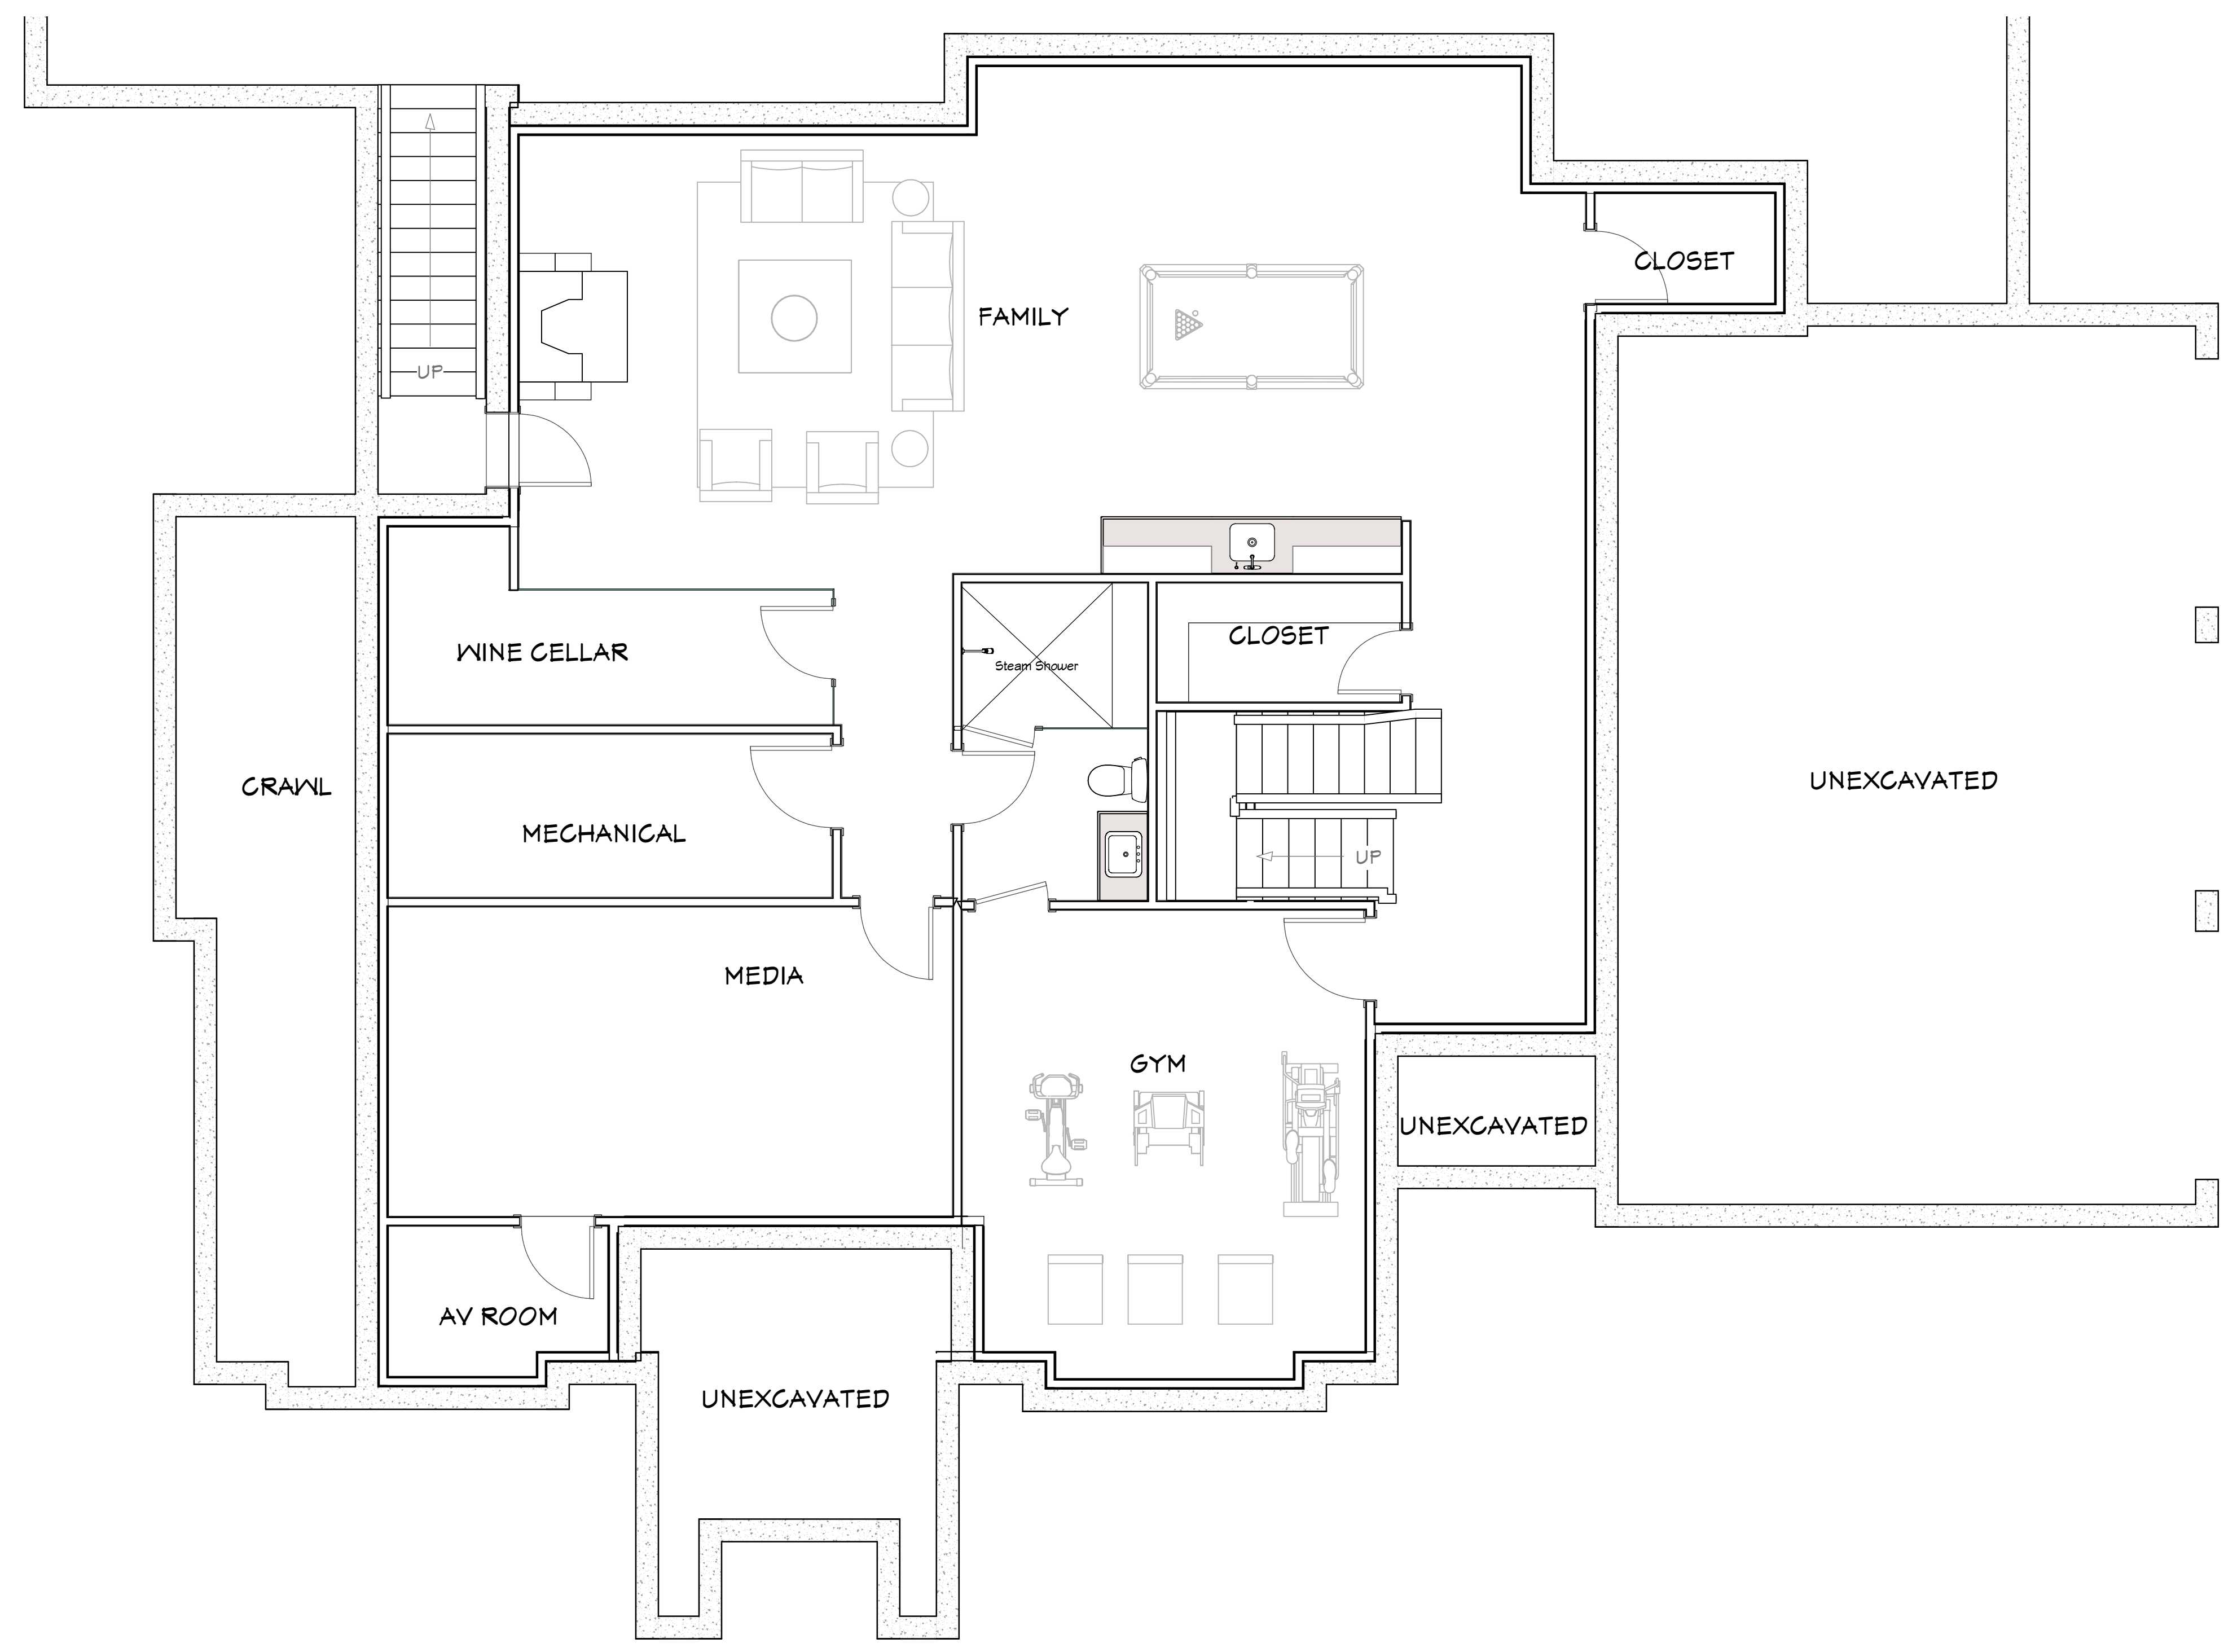 CLOSET
FAMILY
UP
CLOSET
WINE CELLAR
Steam Shower
UNEXCAVATED
CRAWL
MECHANICAL
UP
MEDIA
GYM
UNEXCAVATED
AV ROOM
UNEXCAVATED